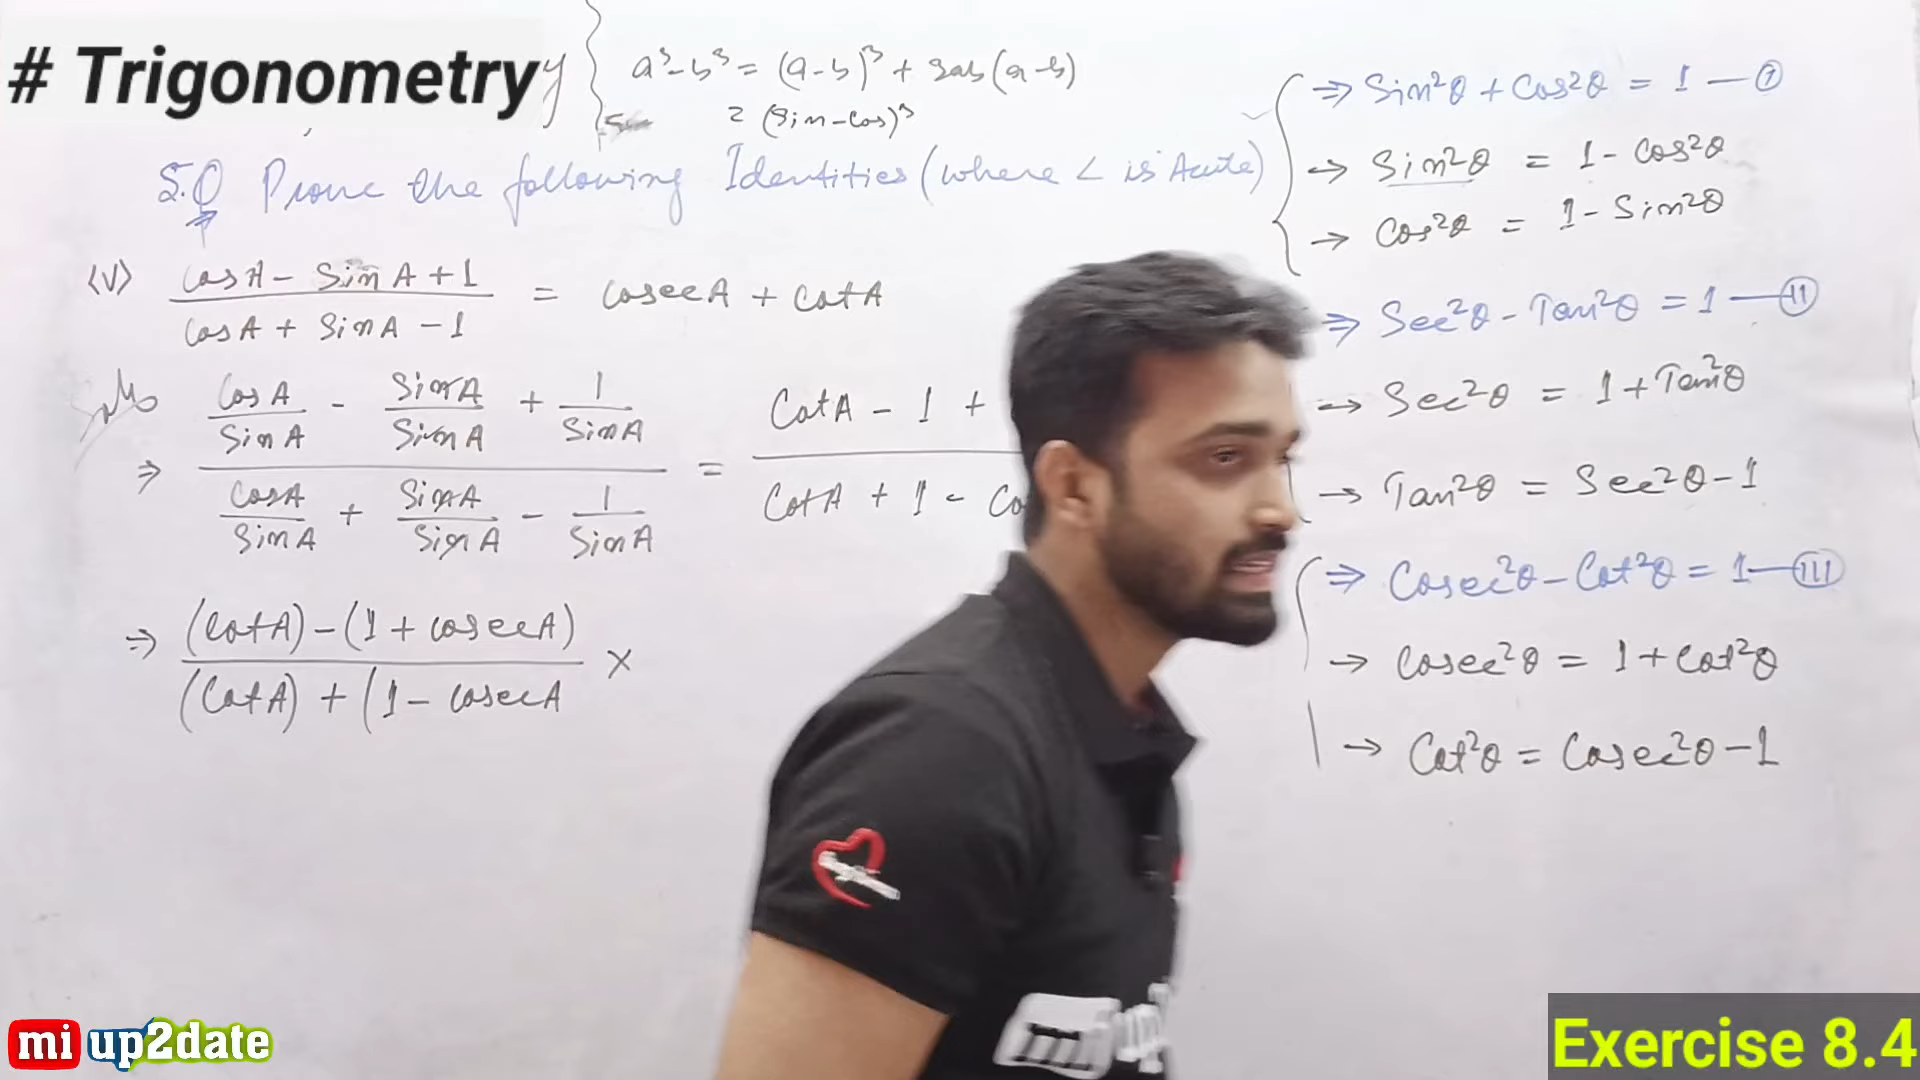 # Trigonometry
y
a³-b³ = (a-b)³ + 3ab(a-b)
= (Sin-Cos)³
5.Q Prove the following Identities (where ∠ is Acute)
(V) CosA - SinA + 1 / CosA + SinA - 1 = CosecA + CotA
Soln
⇒ CosA/SinA - SinA/SinA + 1/SinA
CosA/SinA + SinA/SinA - 1/SinA
= CotA - 1 +
CotA + 1 - Co
⇒ (CotA) - (1 + CosecA) ×
(CotA) + (1 - CosecA
⇒ Sin²θ + Cos²θ = 1 — I
→ Sin²θ = 1 - Cos²θ
→ Cos²θ = 1 - Sin²θ
⇒ Sec²θ - Tan²θ = 1 — II
→ Sec²θ = 1 + Tan²θ
→ Tan²θ = Sec²θ - 1
⇒ Cosec²θ - Cot²θ = 1 — III
→ Cosec²θ = 1 + Cot²θ
→ Cot²θ = Cosec²θ - 1
mi up2date
Exercise 8.4